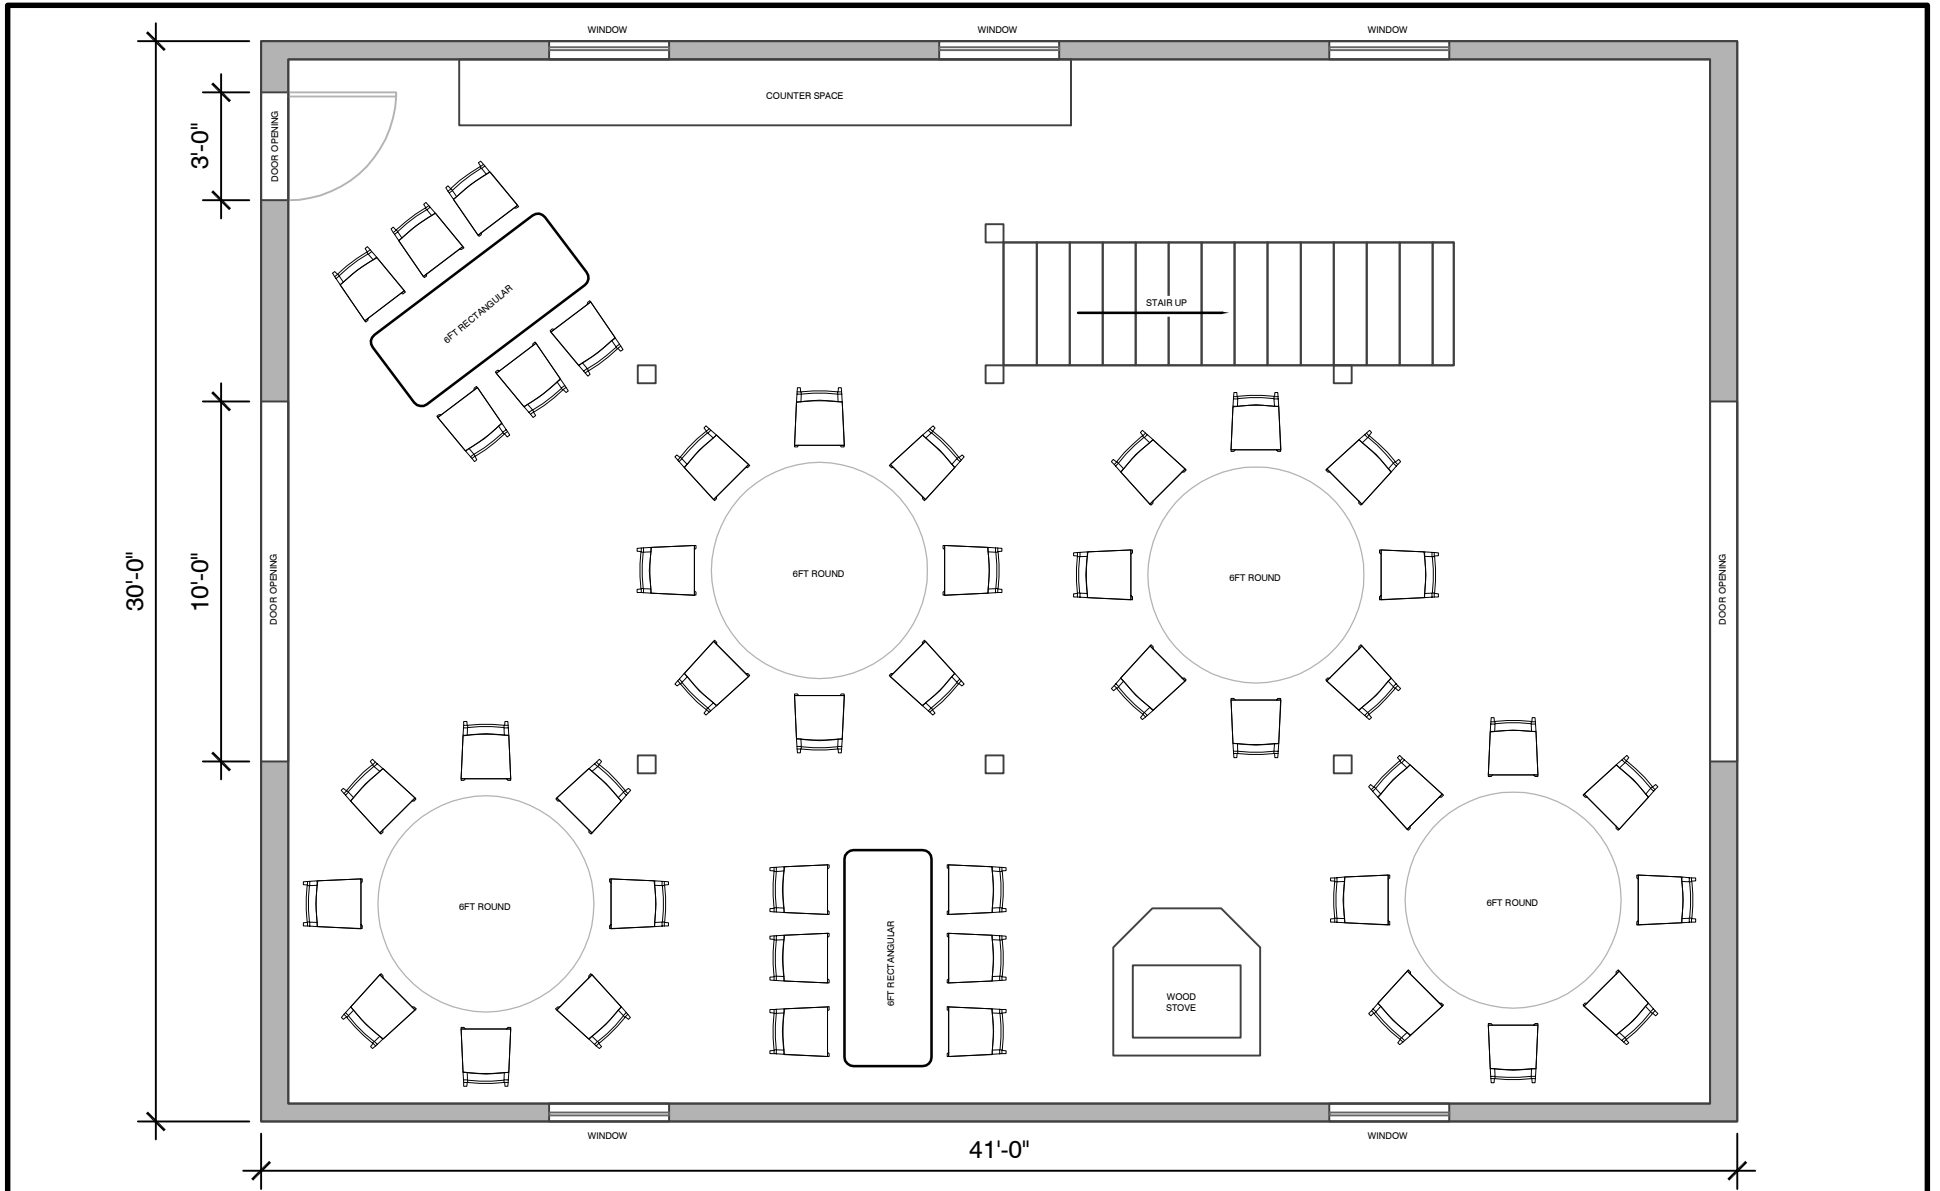 WINDOW
WINDOW
WINDOW
COUNTER SPACE
DOOR OPENING
3'-0"
6FT RECTANGULAR
STAIR UP
30'-0"
10'-0"
DOOR OPENING
6FT ROUND
6FT ROUND
DOOR OPENING
6FT ROUND
6FT RECTANGULAR
WOOD
STOVE
6FT ROUND
WINDOW
41'-0"
WINDOW